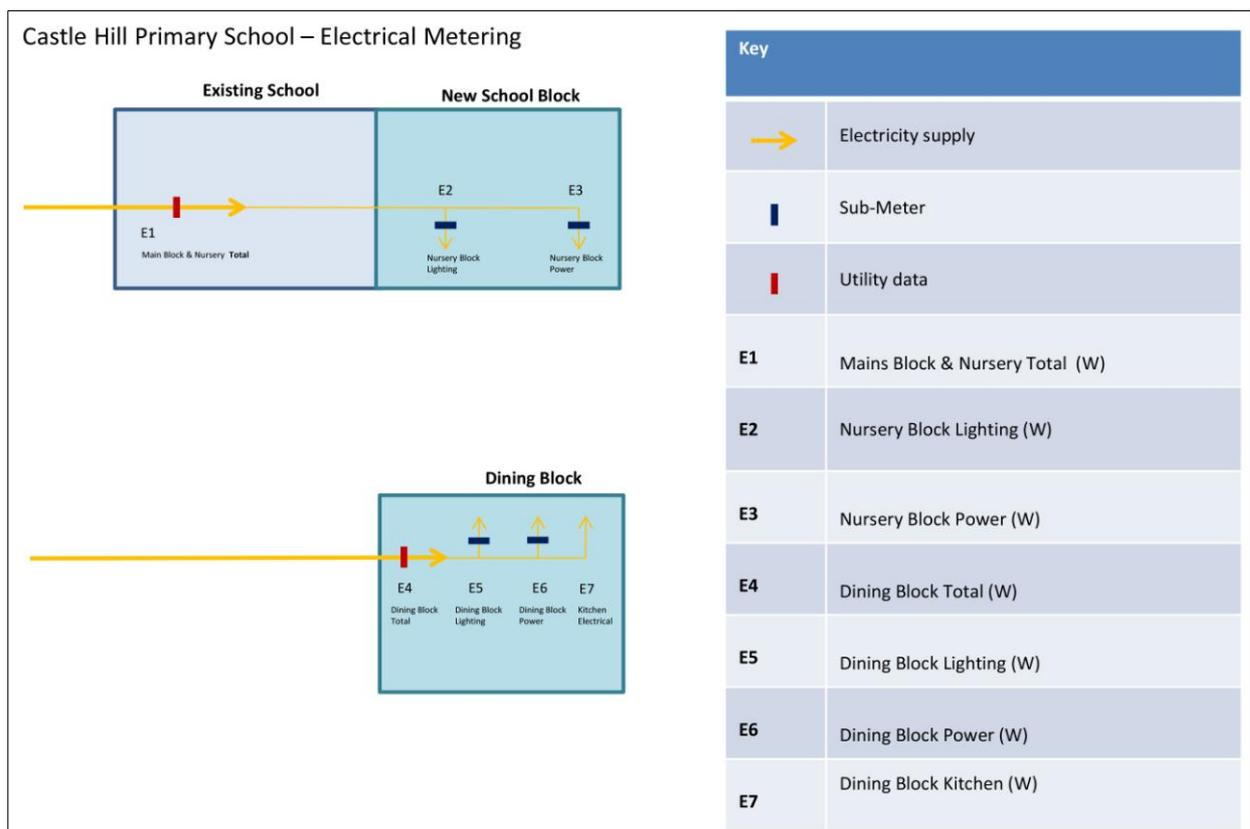 Castle Hill Primary School – Electrical Metering
Existing School
New School Block
E2
E3
E1
Main Block & Nursery Total
Nursery Block
Lighting
Nursery Block
Power
Dining Block
E4
E5
E6
E7
Dining Block
Total
Dining Block
Lighting
Dining Block
Power
Kitchen
Electrical
Key
Electricity supply
Sub-Meter
Utility data
E1 Mains Block & Nursery Total (W)
E2 Nursery Block Lighting (W)
E3 Nursery Block Power (W)
E4 Dining Block Total (W)
E5 Dining Block Lighting (W)
E6 Dining Block Power (W)
E7 Dining Block Kitchen (W)